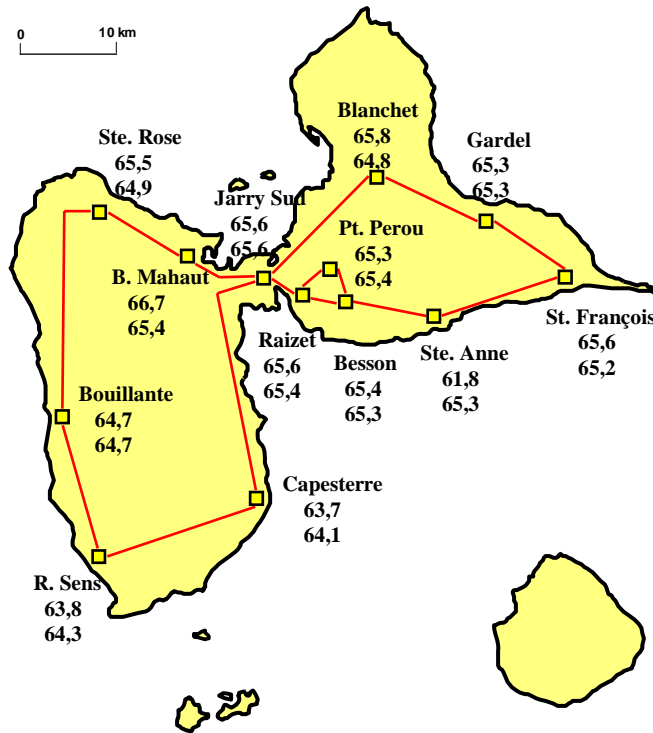 0 10 km
Blanchet
65,8
64,8
Ste. Rose
65,5
64,9
Gardel
65,3
65,3
Jarry Sud
65,6
65,6
Pt. Perou
65,3
65,4
B. Mahaut
66,7
65,4
St. François
65,6
65,2
Raizet
65,6
65,4
Besson
65,4
65,3
Ste. Anne
61,8
65,3
Bouillante
64,7
64,7
Capesterre
63,7
64,1
R. Sens
63,8
64,3